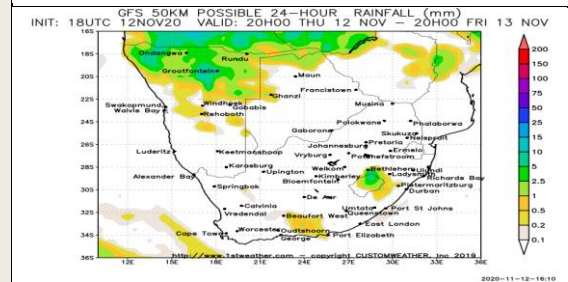 GFS 50KM POSSIBLE 24-HOUR RAINFALL (mm)
INIT: 18UTC 12NOV20 VALID: 20H00 THU 12 NOV – 20H00 FRI 13 NOV
16S
Ondangwa
Rundu
18S
Grootfontein
20S
Maun
Francistown
Ghanzi
22S
Windhoek
Gobabis
Musina
Swakopmund
Walvis Bay
Rehoboth
Polokwane
Phalaborwa
24S
Gaborone
Skukuza
Nelspruit
Pretoria
Johannesburg
26S
Luderitz
Keetmanshoop
Vryburg
Potchefstroom
Ermelo
Karasburg
Upington
Welkom
Bethlehem
Ulundi
28S
Alexander Bay
Kimberley
Ladysmith
Richards Bay
Bloemfontein
Springbok
Pietermaritzburg
30S
De Aar
Durban
Calvinia
Umtata
Port St Johns
32S
Vredendal
Beaufort West
Queenstown
East London
Worcester
Oudtshoorn
34S
Cape Town
George
Port Elizabeth
http://www.1stweather.com – copyright CUSTOMWEATHER, Inc 2019
36S
12E 15E 18E 21E 24E 27E 30E 33E 36E
200
150
100
75
50
25
15
10
5
2.5
1
0.5
0.2
0.1
2020-11-12-16:10